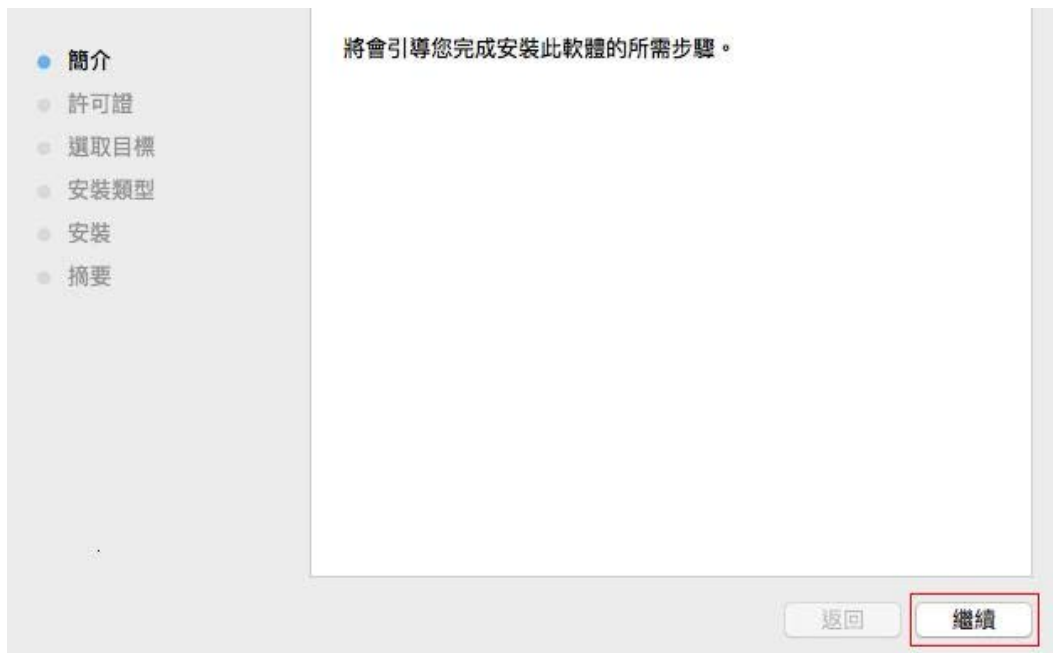 簡介
許可證
選取目標
安裝類型
安裝
摘要
將會引導您完成安裝此軟體的所需步驟。
返回
繼續